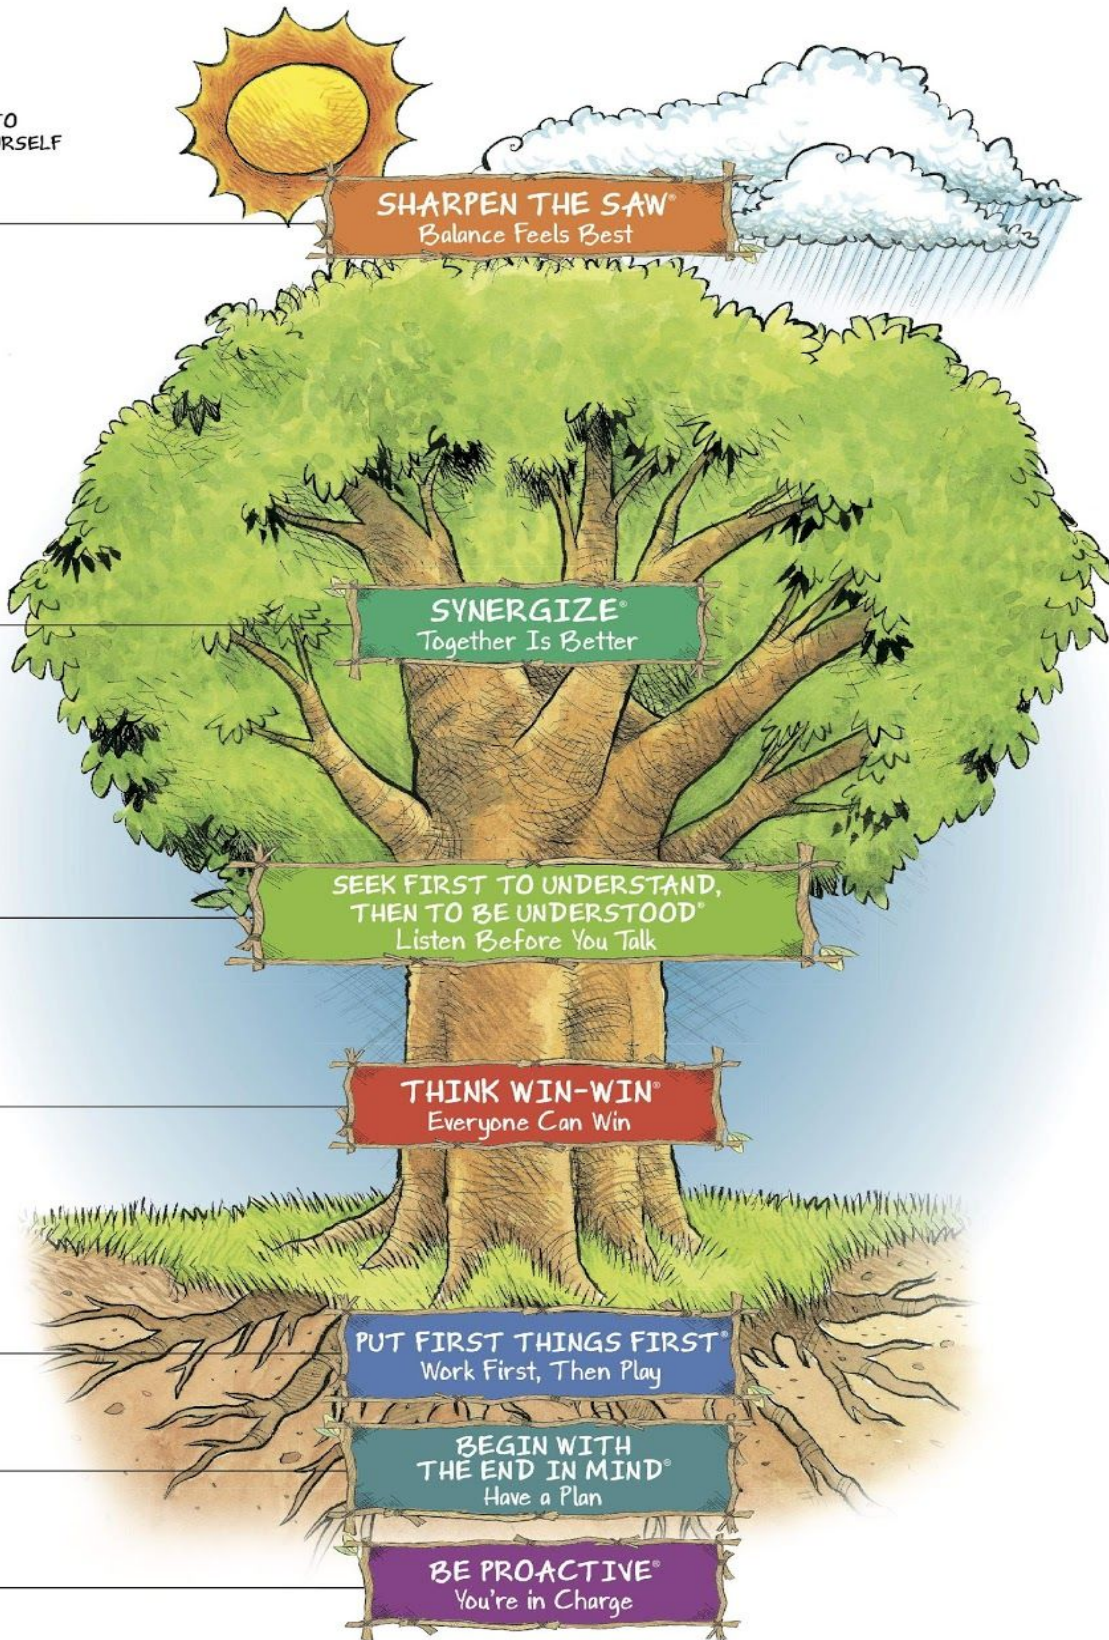 TO
RSELF
SHARPEN THE SAW®
Balance Feels Best
SYNERGIZE®
Together Is Better
SEEK FIRST TO UNDERSTAND,
THEN TO BE UNDERSTOOD®
Listen Before You Talk
THINK WIN-WIN®
Everyone Can Win
PUT FIRST THINGS FIRST®
Work First, Then Play
BEGIN WITH
THE END IN MIND®
Have a Plan
BE PROACTIVE®
You're in Charge